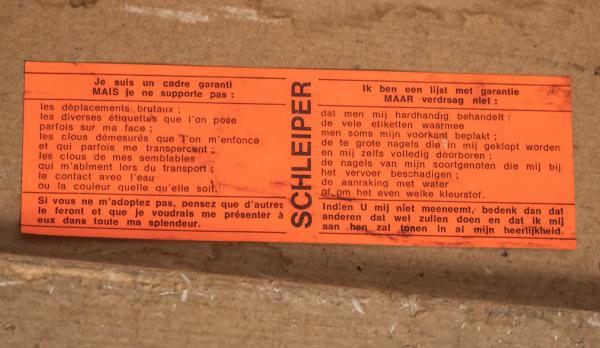 Je suis un cadre garanti
MAIS je ne supporte pas :
les déplacements brutaux ;
les diverses étiquettes que l'on pose
parfois sur ma face ;
les clous démesurés que l'on m'enfonce
et qui parfois me transpercent ;
les clous de mes semblables
qui m'abîment lors du transport ;
le contact avec l'eau
ou la couleur quelle qu'elle soit.
Si vous ne m'adoptez pas, pensez que d'autres
le feront et que je voudrais me présenter à
eux dans toute ma splendeur.
SCHLEIPER
Ik ben een lijst met garantie
MAAR verdraag niet :
dat men mij hardhandig behandelt :
de vele etiketten waarmee
men soms mijn voorkant beplakt ;
de te grote nagels die in mij geklopt worden
en mij zelfs volledig doorboren ;
de nagels van mijn soortgenoten die mij bij
het vervoer beschadigen ;
de aanraking met water
of om het even welke kleurstof.
Indien U mij niet meeneemt, bedenk dan dat
anderen dat wel zullen doen en dat ik mij
aan hen zal tonen in al mijn heerlijkheid.